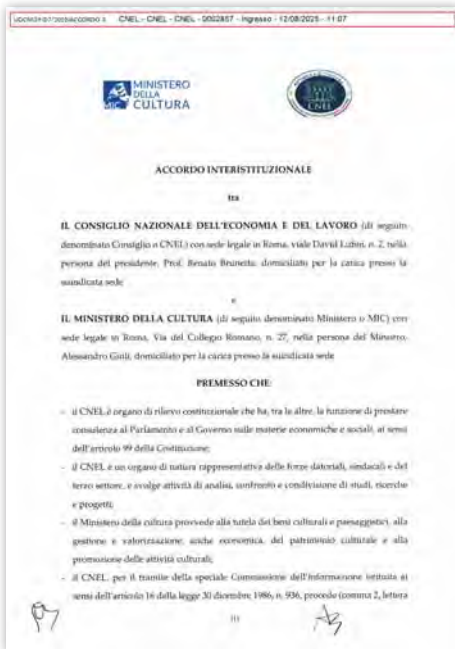 CNEL - CNEL - CNEL - 0002857 - Ingresso - 12/08/2025 - 11:07
MINISTERO
DELLA
CULTURA
MIC
CNEL
ACCORDO INTERISTITUZIONALE
tra
IL CONSIGLIO NAZIONALE DELL'ECONOMIA E DEL LAVORO (di seguito
denominato Consiglio o CNEL) con sede legale in Roma, viale David Lubin, n. 2, nella
persona del presidente, Prof. Renato Brunetta, domiciliato per la carica presso la
suindicata sede
e
IL MINISTERO DELLA CULTURA (di seguito denominato Ministero o MIC) con
sede legale in Roma, Via del Collegio Romano, n. 27, nella persona del Ministro,
Alessandro Giuli, domiciliato per la carica presso la suindicata sede
PREMESSO CHE
- il CNEL è organo di rilievo costituzionale che ha, tra le altre, la funzione di prestare
consulenza al Parlamento e al Governo sulle materie economiche e sociali, ai sensi
dell'articolo 99 della Costituzione;
- il CNEL è un organo di natura rappresentativa delle forze datoriali, sindacali e del
terzo settore, e svolge attività di analisi, confronto e condivisione di studi, ricerche
e progetti;
- il Ministero della cultura provvede alla tutela dei beni culturali e paesaggistici, alla
gestione e valorizzazione, anche economica, del patrimonio culturale e alla
promozione delle attività culturali;
- il CNEL, per il tramite della speciale Commissione dell'informazione istituita ai
sensi dell'articolo 16 della legge 30 dicembre 1986, n. 936, procede (comma 2, lettera